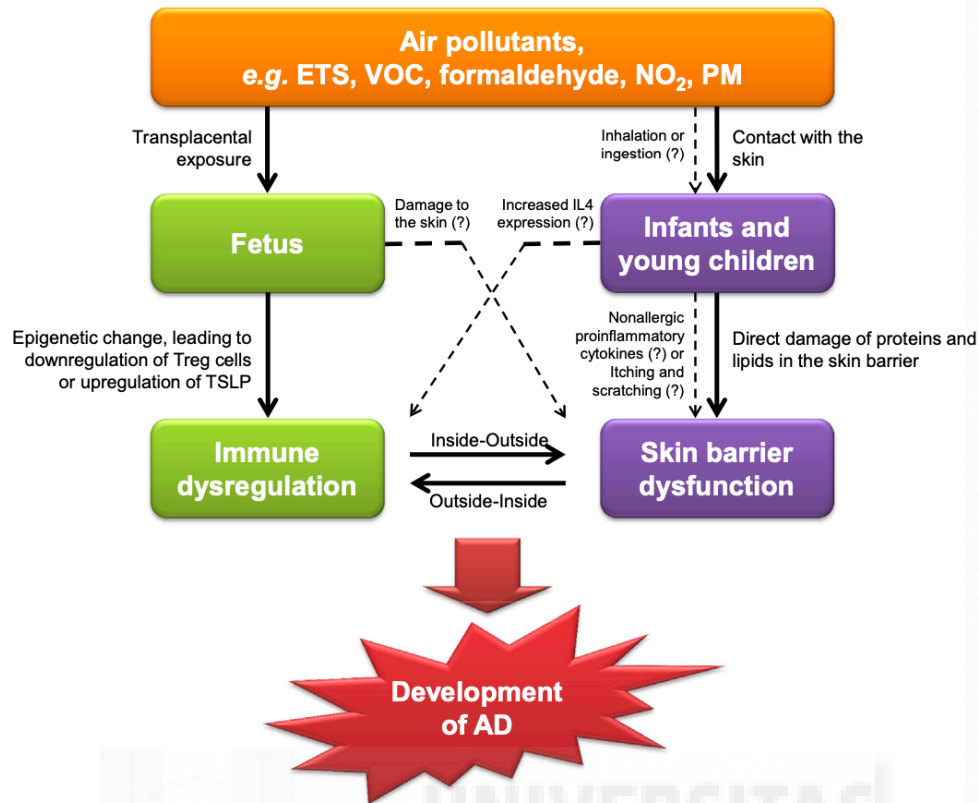 Air pollutants,
e.g. ETS, VOC, formaldehyde, NO₂, PM
Transplacental
exposure
Inhalation or
ingestion (?)
Contact with the
skin
Fetus
Damage to
the skin (?)
Increased IL4
expression (?)
Infants and
young children
Epigenetic change, leading to
downregulation of Treg cells
or upregulation of TSLP
Nonallergic
proinflammatory
cytokines (?) or
Itching and
scratching (?)
Direct damage of proteins and
lipids in the skin barrier
Immune
dysregulation
Inside-Outside
Outside-Inside
Skin barrier
dysfunction
Development
of AD